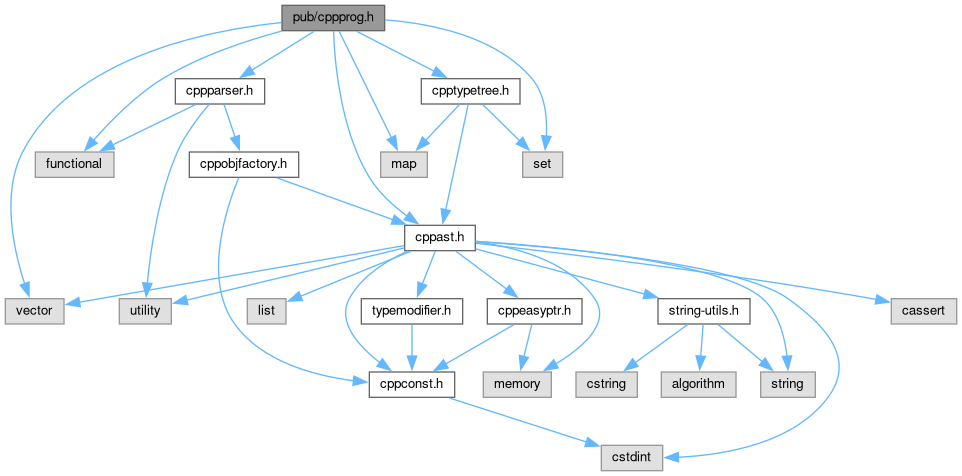 pub/cppprog.h
cppparser.h
cpptypetree.h
functional
cppobjfactory.h
map
set
cppast.h
vector
utility
list
typemodifier.h
cppeasyptr.h
string-utils.h
cassert
cppconst.h
memory
cstring
algorithm
string
cstdint